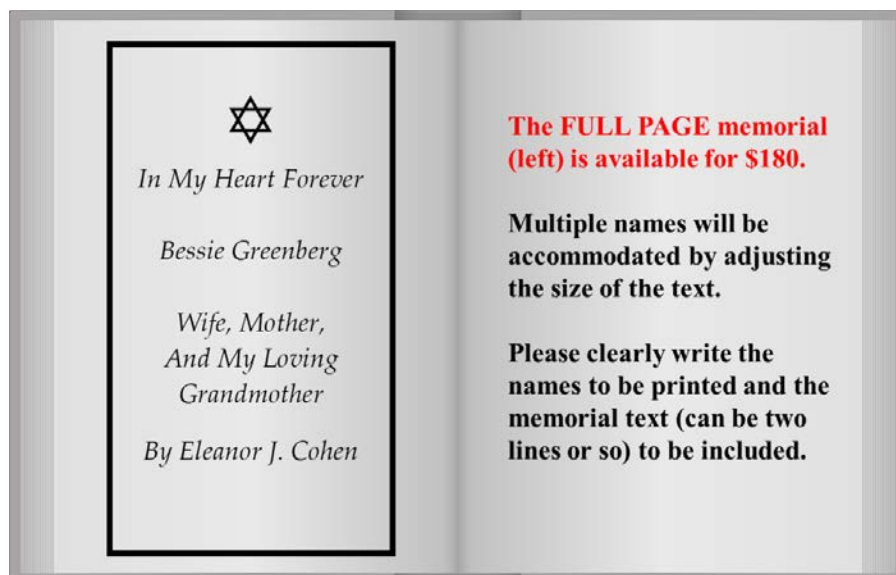 In My Heart Forever
Bessie Greenberg
Wife, Mother,
And My Loving
Grandmother
By Eleanor J. Cohen
The FULL PAGE memorial
(left) is available for $180.
Multiple names will be
accommodated by adjusting
the size of the text.
Please clearly write the
names to be printed and the
memorial text (can be two
lines or so) to be included.